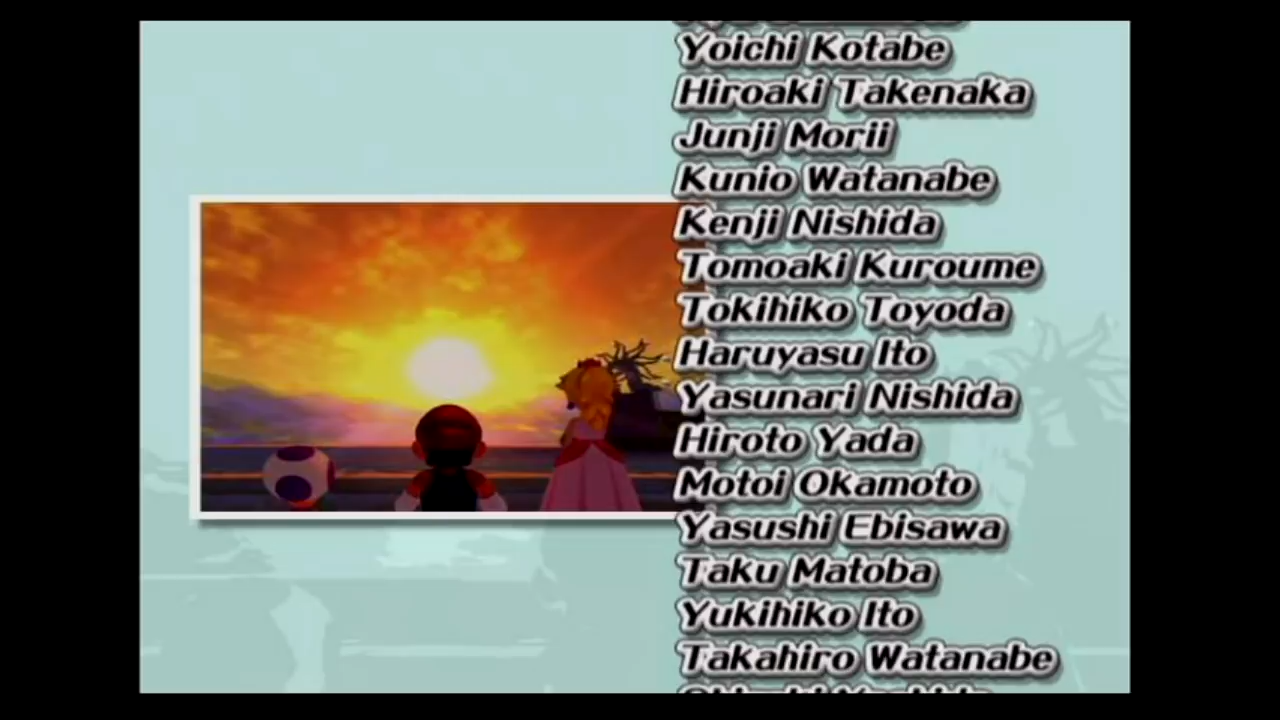 Yoichi Kotabe
Hiroaki Takenaka
Junji Morii
Kunio Watanabe
Kenji Nishida
Tomoaki Kuroume
Tokihiko Toyoda
Haruyasu Ito
Yasunari Nishida
Hiroto Yada
Motoi Okamoto
Yasushi Ebisawa
Taku Matoba
Yukihiko Ito
Takahiro Watanabe